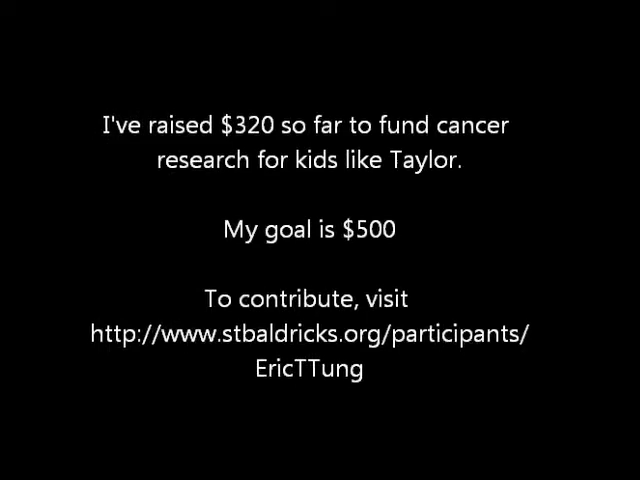 I've raised $320 so far to fund cancer
research for kids like Taylor.
My goal is $500
To contribute, visit
http://www.stbaldricks.org/participants/
EricTTung